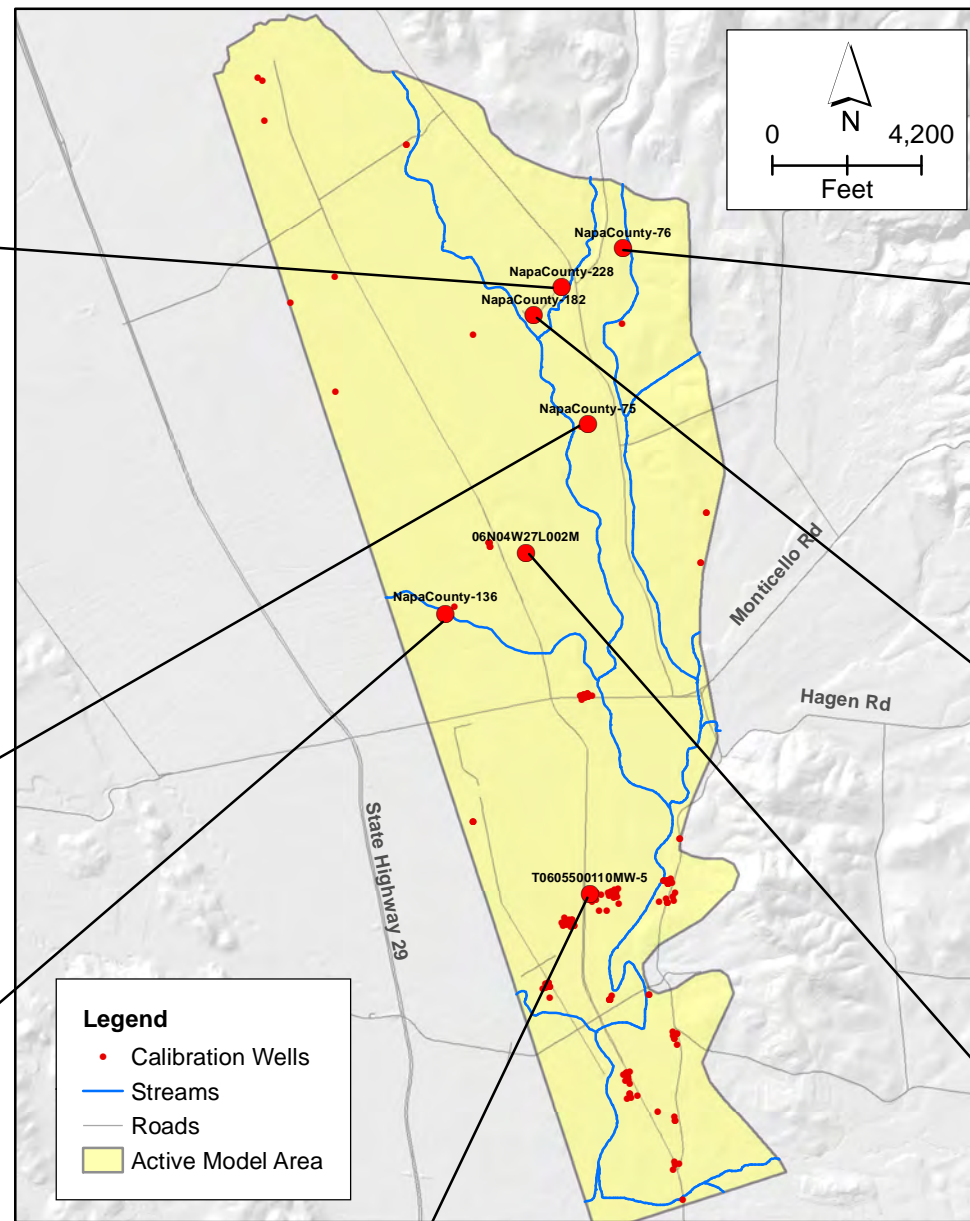 N
0 4,200
Feet
NapaCounty-76
NapaCounty-228
NapaCounty-182
NapaCounty-75
06N04W27L002M
NapaCounty-136
Monticello Rd
Hagen Rd
State Highway 29
T0605500110MW-5
Legend
Calibration Wells
Streams
Roads
Active Model Area